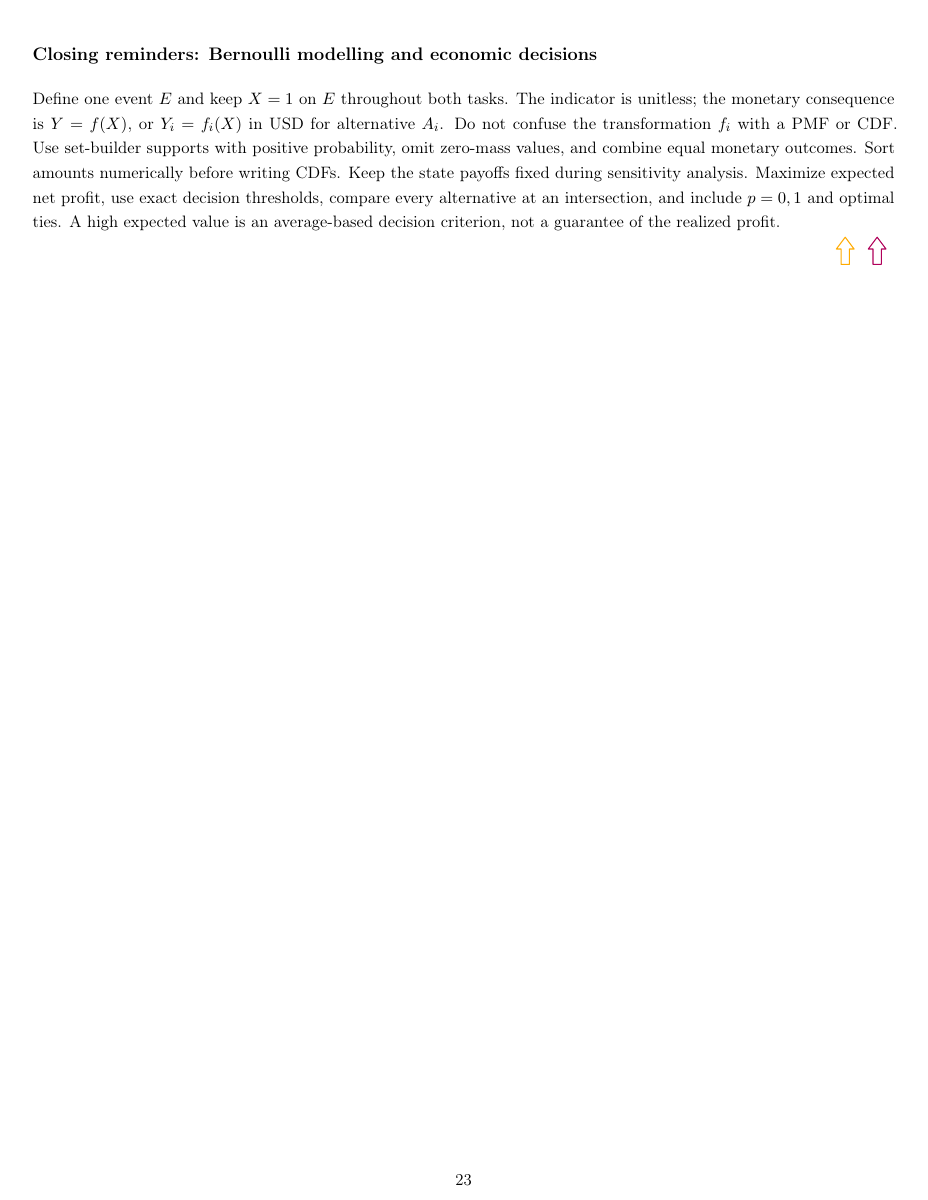 Closing reminders: Bernoulli modelling and economic decisions
Define one event E and keep X = 1 on E throughout both tasks. The indicator is unitless; the monetary consequence
is Y = f(X), or Yᵢ = fᵢ(X) in USD for alternative Aᵢ. Do not confuse the transformation fᵢ with a PMF or CDF.
Use set-builder supports with positive probability, omit zero-mass values, and combine equal monetary outcomes. Sort
amounts numerically before writing CDFs. Keep the state payoffs fixed during sensitivity analysis. Maximize expected
net profit, use exact decision thresholds, compare every alternative at an intersection, and include p = 0, 1 and optimal
ties. A high expected value is an average-based decision criterion, not a guarantee of the realized profit.
23